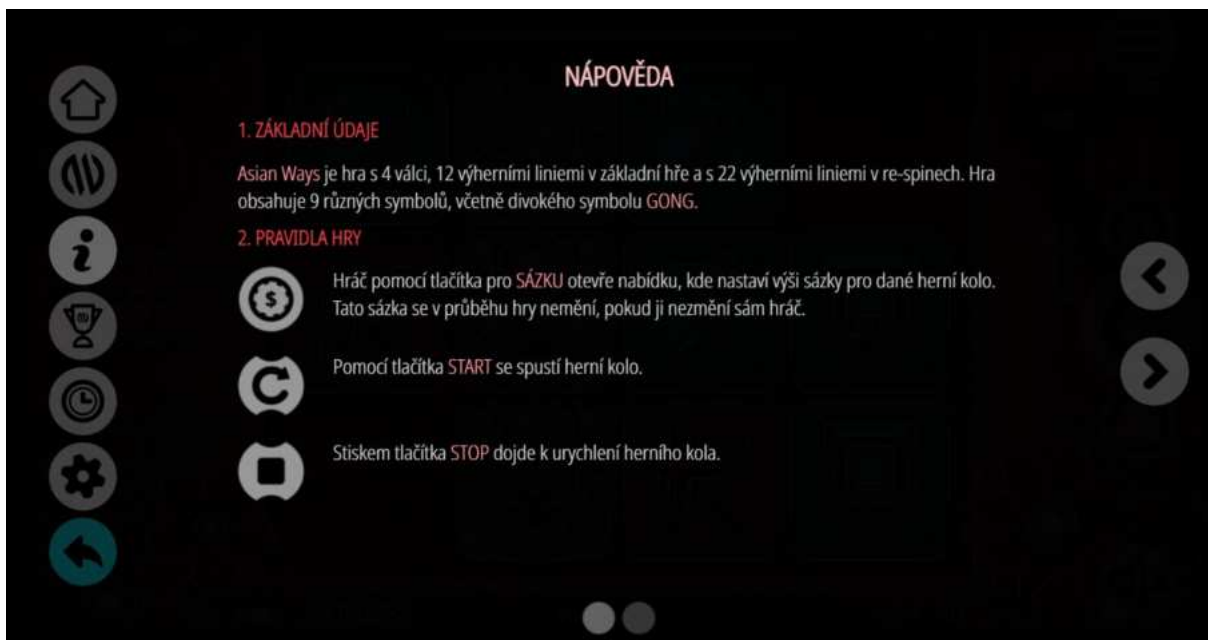 NÁPOVĚDA
1. ZÁKLADNÍ ÚDAJE
Asian Ways je hra s 4 válci, 12 výherními liniemi v základní hře a s 22 výherními liniemi v re-spinech. Hra
obsahuje 9 různých symbolů, včetně divokého symbolu GONG.
2. PRAVIDLA HRY
Hráč pomocí tlačítka pro SÁZKU otevře nabídku, kde nastaví výši sázky pro dané herní kolo.
Tato sázka se v průběhu hry nemění, pokud ji nezmění sám hráč.
Pomocí tlačítka START se spustí herní kolo.
Stiskem tlačítka STOP dojde k urychlení herního kola.